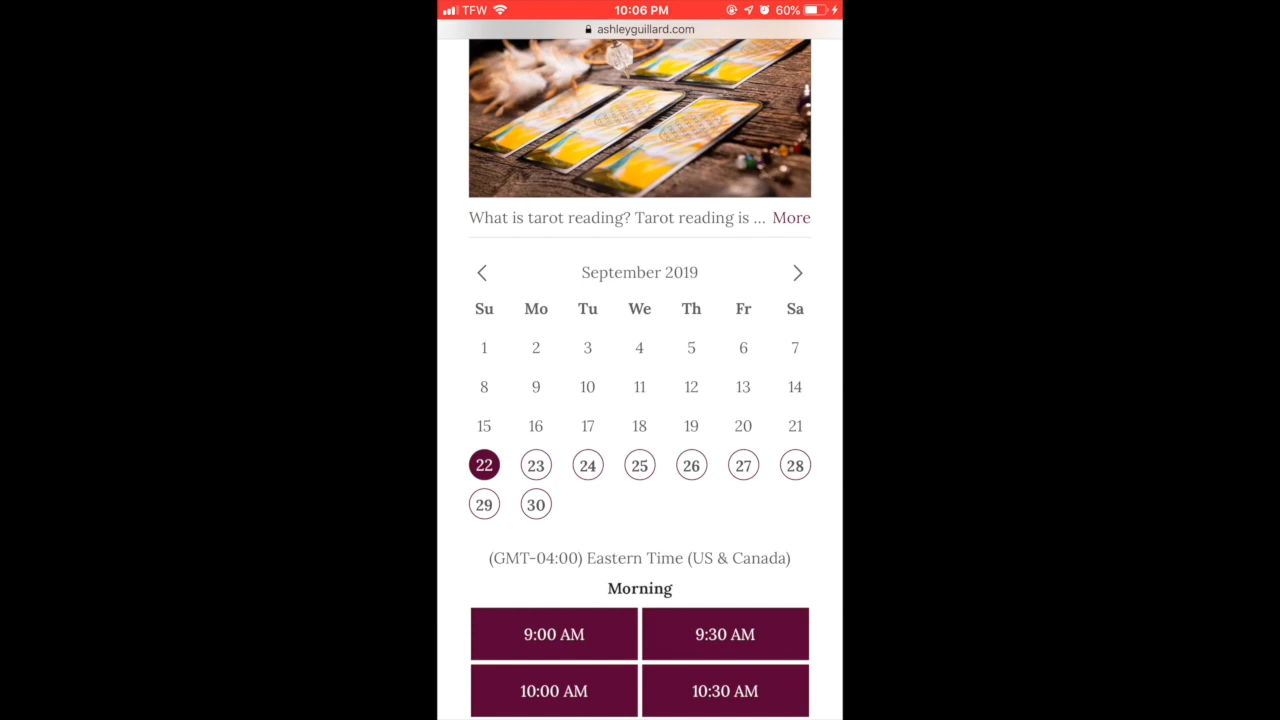 TFW 10:06 PM 60%
ashleyguillard.com
What is tarot reading? Tarot reading is ... More
September 2019
Su Mo Tu We Th Fr Sa
1 2 3 4 5 6 7
8 9 10 11 12 13 14
15 16 17 18 19 20 21
22 23 24 25 26 27 28
29 30
(GMT-04:00) Eastern Time (US & Canada)
Morning
9:00 AM 9:30 AM
10:00 AM 10:30 AM